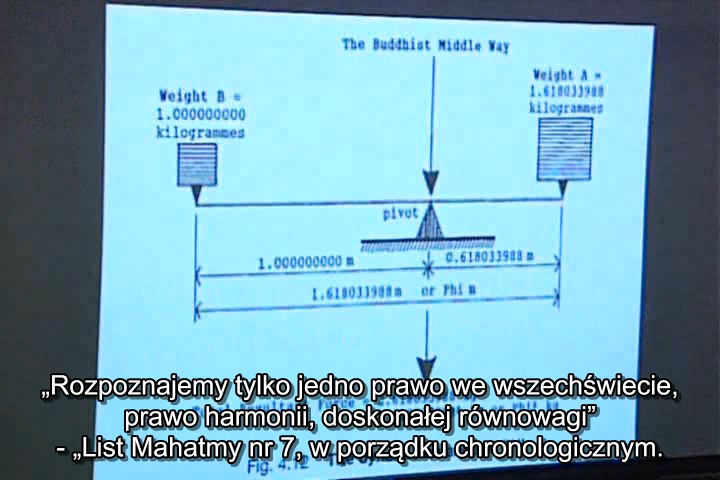 The Buddhist Middle Way
Weight B =
1.000000000
kilogrammes
Weight A =
1.618033988
kilogrammes
pivot
1.000000000 m
0.618033988 m
1.618033988 m or Phi m
„Rozpoznajemy tylko jedno prawo we wszechświecie,
prawo harmonii, doskonałej równowagi”
- „List Mahatmy nr 7, w porządku chronologicznym.
Fig. 4.12